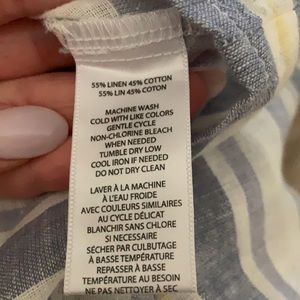 55% LINEN 45% COTTON
55% LIN 45% COTON
MACHINE WASH
COLD WITH LIKE COLORS
GENTLE CYCLE
NON-CHLORINE BLEACH
WHEN NEEDED
TUMBLE DRY LOW
COOL IRON IF NEEDED
DO NOT DRY CLEAN
LAVER À LA MACHINE
À L'EAU FROIDE
AVEC COULEURS SIMILAIRES
AU CYCLE DÉLICAT
BLANCHIR SANS CHLORE
SI NECESSAIRE
SÉCHER PAR CULBUTAGE
À BASSE TEMPÉRATURE
REPASSER À BASSE
TEMPÉRATURE AU BESOIN
NE PAS NETTOYER À SEC